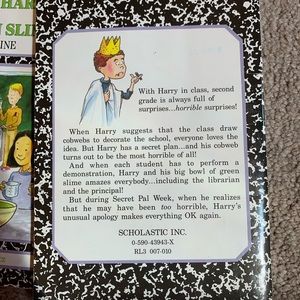 HAR
N SLI
INE
With Harry in class, second
grade is always full of
surprises...horrible surprises!
When Harry suggests that the class draw
cobwebs to decorate the school, everyone loves the
idea. But Harry has a secret plan—and his cobweb
turns out to be the most horrible of all!
And when each student has to perform a
demonstration, Harry and his big bowl of green
slime amazes everybody...including the librarian
and the principal!
But during Secret Pal Week, when he realizes
that he may have been too horrible, Harry's
unusual apology makes everything OK again.
SCHOLASTIC INC.
0-590-43943-X
RL3 007-010